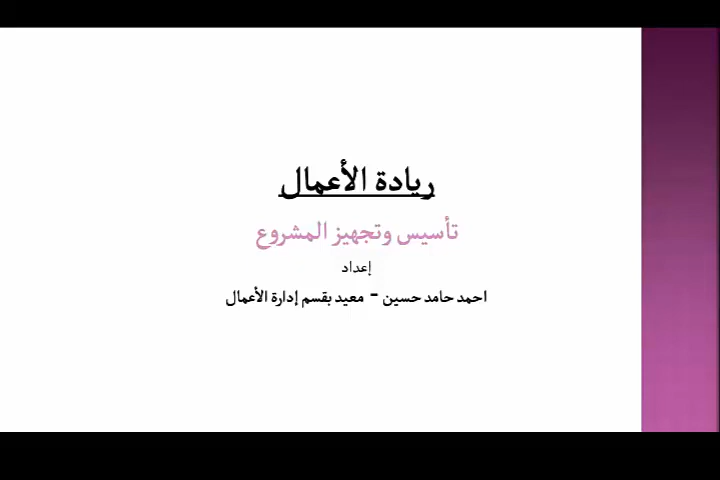 ريادة الأعمال
تأسيس وتجهيز المشروع
إعداد
احمد حامد حسين – معيد بقسم إدارة الأعمال